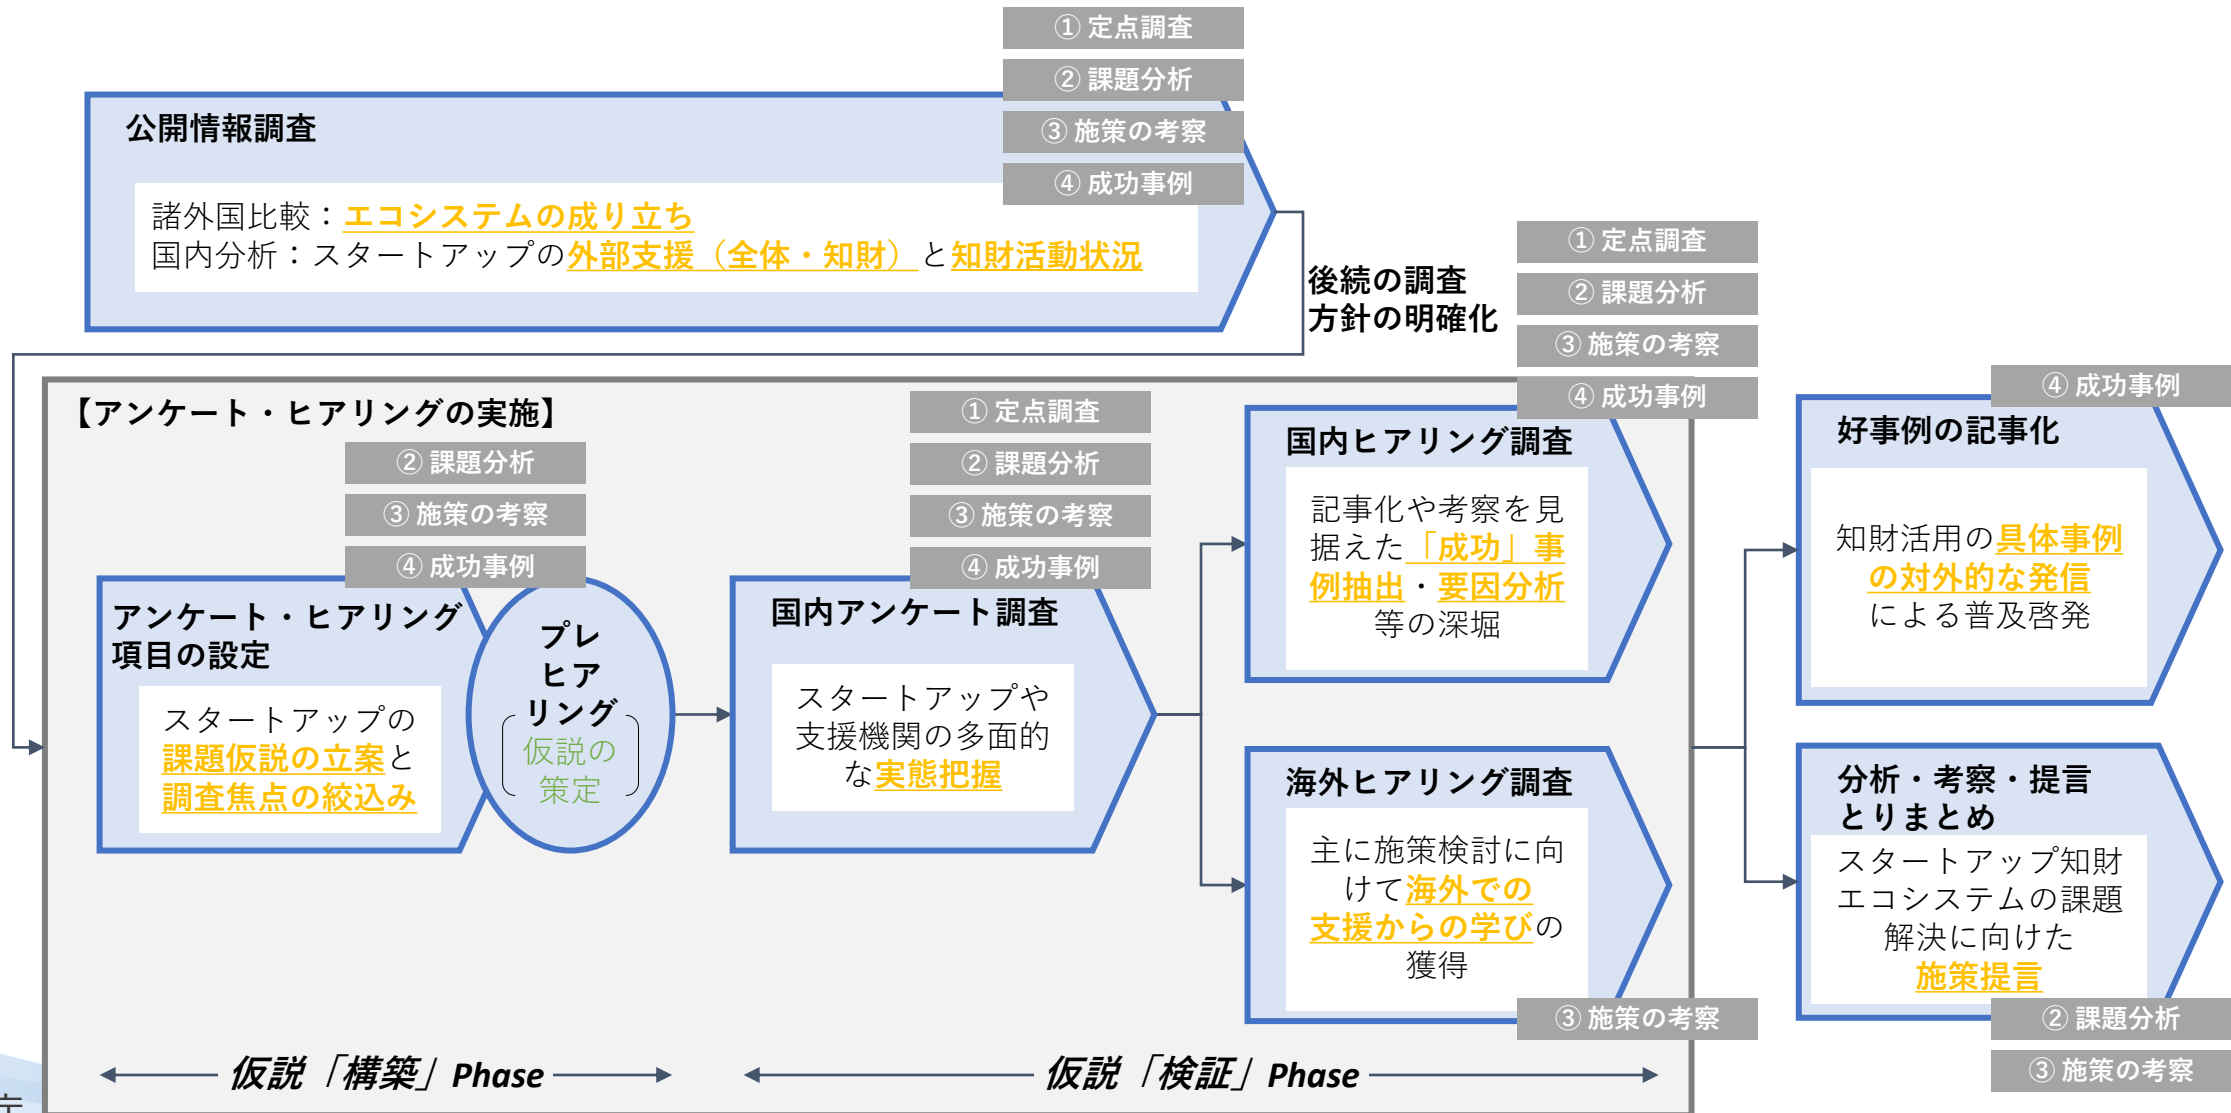 ① 定点調査
② 課題分析
③ 施策の考察
④ 成功事例
公開情報調査
諸外国比較：エコシステムの成り立ち
国内分析：スタートアップの外部支援（全体・知財）と知財活動状況
後続の調査
方針の明確化
① 定点調査
② 課題分析
③ 施策の考察
④ 成功事例
【アンケート・ヒアリングの実施】
② 課題分析
③ 施策の考察
④ 成功事例
アンケート・ヒアリング
項目の設定
スタートアップの
課題仮説の立案と
調査焦点の絞込み
プレ
ヒア
リング
仮説の
策定
① 定点調査
② 課題分析
③ 施策の考察
④ 成功事例
国内アンケート調査
スタートアップや
支援機関の多面的
な実態把握
国内ヒアリング調査
記事化や考察を見
据えた「成功」事
例抽出・要因分析
等の深堀
海外ヒアリング調査
主に施策検討に向
けて海外での
支援からの学びの
獲得
③ 施策の考察
④ 成功事例
好事例の記事化
知財活用の具体事例
の対外的な発信
による普及啓発
分析・考察・提言
とりまとめ
スタートアップ知財
エコシステムの課題
解決に向けた
施策提言
② 課題分析
③ 施策の考察
仮説「構築」Phase
仮説「検証」Phase